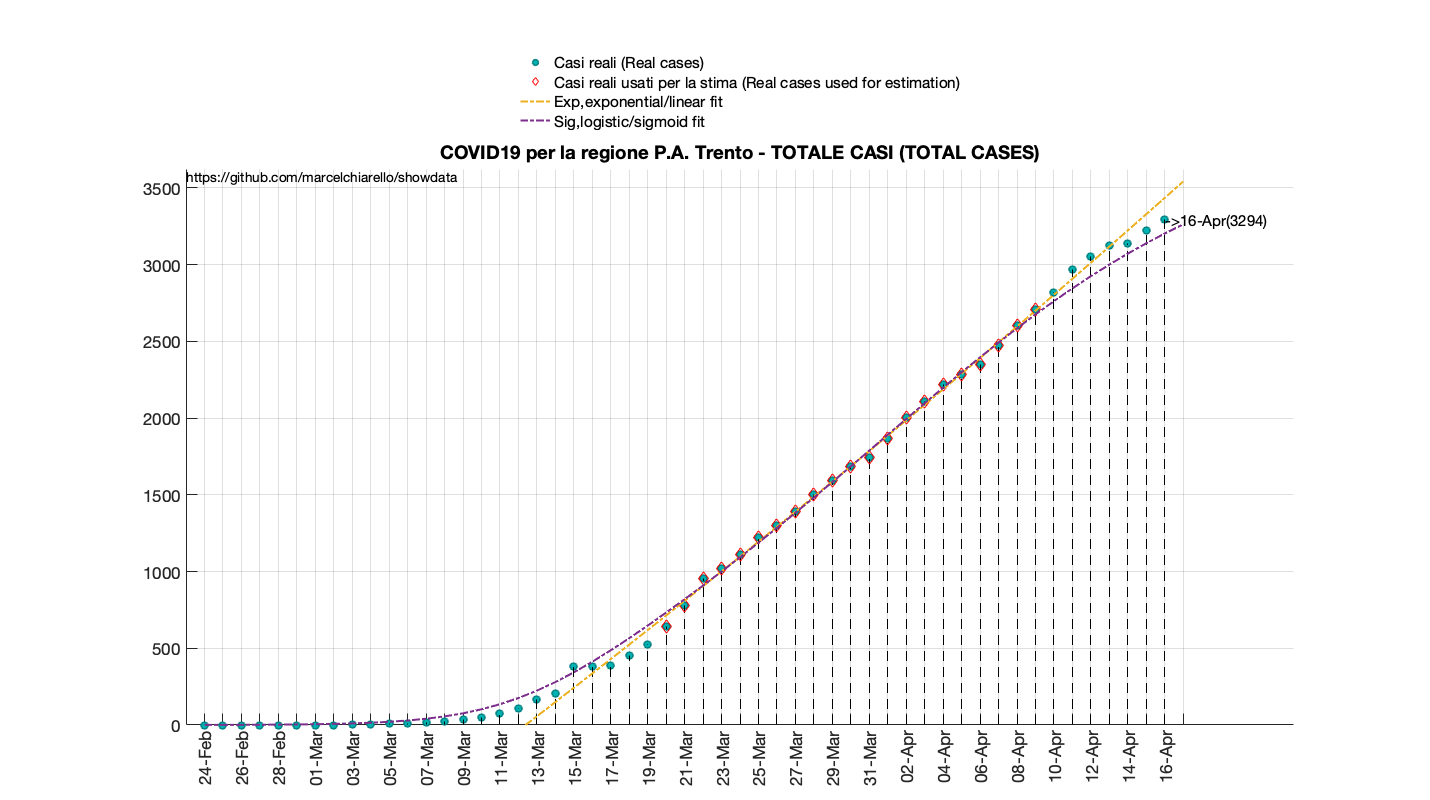 Casi reali (Real cases)
Casi reali usati per la stima (Real cases used for estimation)
Exp,exponential/linear fit
Sig,logistic/sigmoid fit
COVID19 per la regione P.A. Trento - TOTALE CASI (TOTAL CASES)
https://github.com/marcelchiarello/showdata
3500
->16-Apr(3294)
3000
2500
2000
1500
1000
500
0
24-Feb
26-Feb
28-Feb
01-Mar
03-Mar
05-Mar
07-Mar
09-Mar
11-Mar
13-Mar
15-Mar
17-Mar
19-Mar
21-Mar
23-Mar
25-Mar
27-Mar
29-Mar
31-Mar
02-Apr
04-Apr
06-Apr
08-Apr
10-Apr
12-Apr
14-Apr
16-Apr